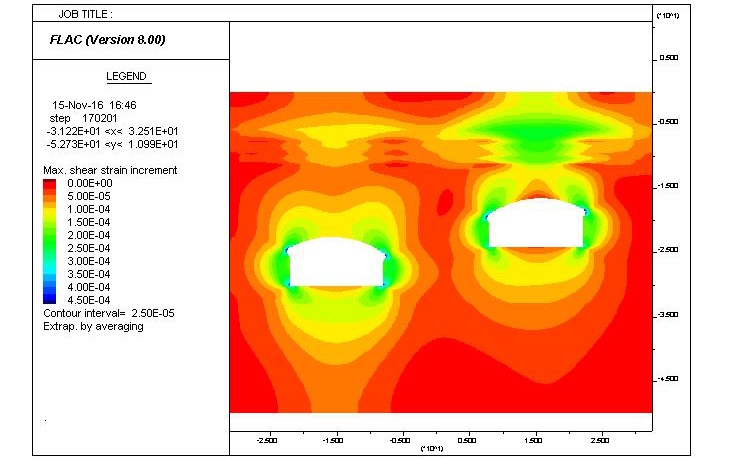 JOB TITLE :
FLAC (Version 8.00)
LEGEND
15-Nov-16 16:46
step 170201
-3.122E+01 <x< 3.251E+01
-5.273E+01 <y< 1.099E+01
Max. shear strain increment
0.00E+00
5.00E-05
1.00E-04
1.50E-04
2.00E-04
2.50E-04
3.00E-04
3.50E-04
4.00E-04
4.50E-04
Contour interval= 2.50E-05
Extrap. by averaging
(*10^1)
0.500
-0.500
-1.500
-2.500
-3.500
-4.500
-2.500 -1.500 -0.500 0.500 1.500 2.500
(*10^1)